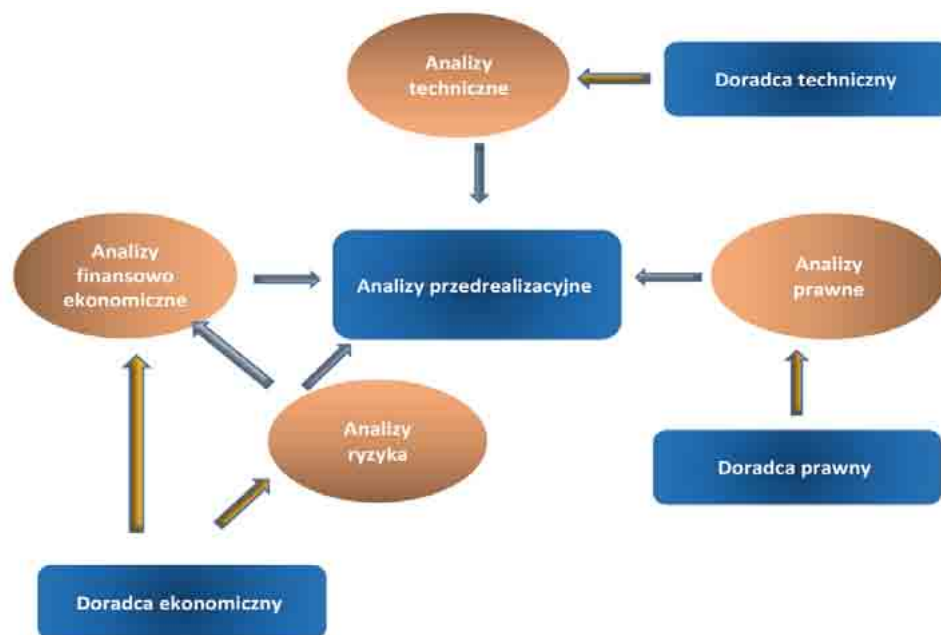 Analizy
techniczne
Doradca techniczny
Analizy
finansowo
ekonomiczne
Analizy przedrealizacyjne
Analizy
prawne
Analizy
ryzyka
Doradca prawny
Doradca ekonomiczny